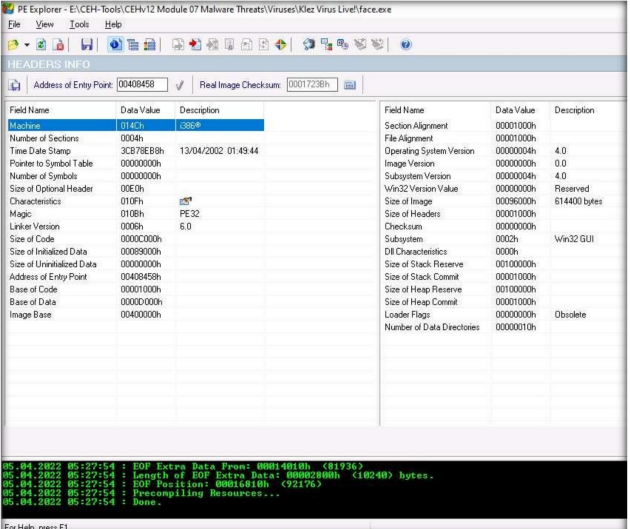 PE Explorer - E:\CEH-Tools\CEHv12 Module 07 Malware Threats\Viruses\Klez Virus Live!\face.exe
File View Tools Help
HEADERS INFO
Address of Entry Point: 00408458 Real Image Checksum: 0001723Bh
Field Name Data Value Description
Machine 014Ch i386®
Number of Sections 0004h
Time Date Stamp 3CB78EB8h 13/04/2002 01:49:44
Pointer to Symbol Table 00000000h
Number of Symbols 00000000h
Size of Optional Header 00E0h
Characteristics 010Fh
Magic 010Bh PE32
Linker Version 0006h 6.0
Size of Code 0000C000h
Size of Initialized Data 00089000h
Size of Uninitialized Data 00000000h
Address of Entry Point 00408458h
Base of Code 00001000h
Base of Data 0000D000h
Image Base 00400000h
Field Name Data Value Description
Section Alignment 00001000h
File Alignment 00001000h
Operating System Version 00000004h 4.0
Image Version 00000000h 0.0
Subsystem Version 00000004h 4.0
Win32 Version Value 00000000h Reserved
Size of Image 00096000h 614400 bytes
Size of Headers 00001000h
Checksum 00000000h
Subsystem 0002h Win32 GUI
Dll Characteristics 0000h
Size of Stack Reserve 00100000h
Size of Stack Commit 00001000h
Size of Heap Reserve 00100000h
Size of Heap Commit 00001000h
Loader Flags 00000000h Obsolete
Number of Data Directories 00000010h
05.04.2022 05:27:54 : EOF Extra Data From: 00014010h (81936)
05.04.2022 05:27:54 : Length of EOF Extra Data: 00002800h (10240) bytes.
05.04.2022 05:27:54 : EOF Position: 00016810h (92176)
05.04.2022 05:27:54 : Precompiling Resources...
05.04.2022 05:27:54 : Done.
For Help, press F1